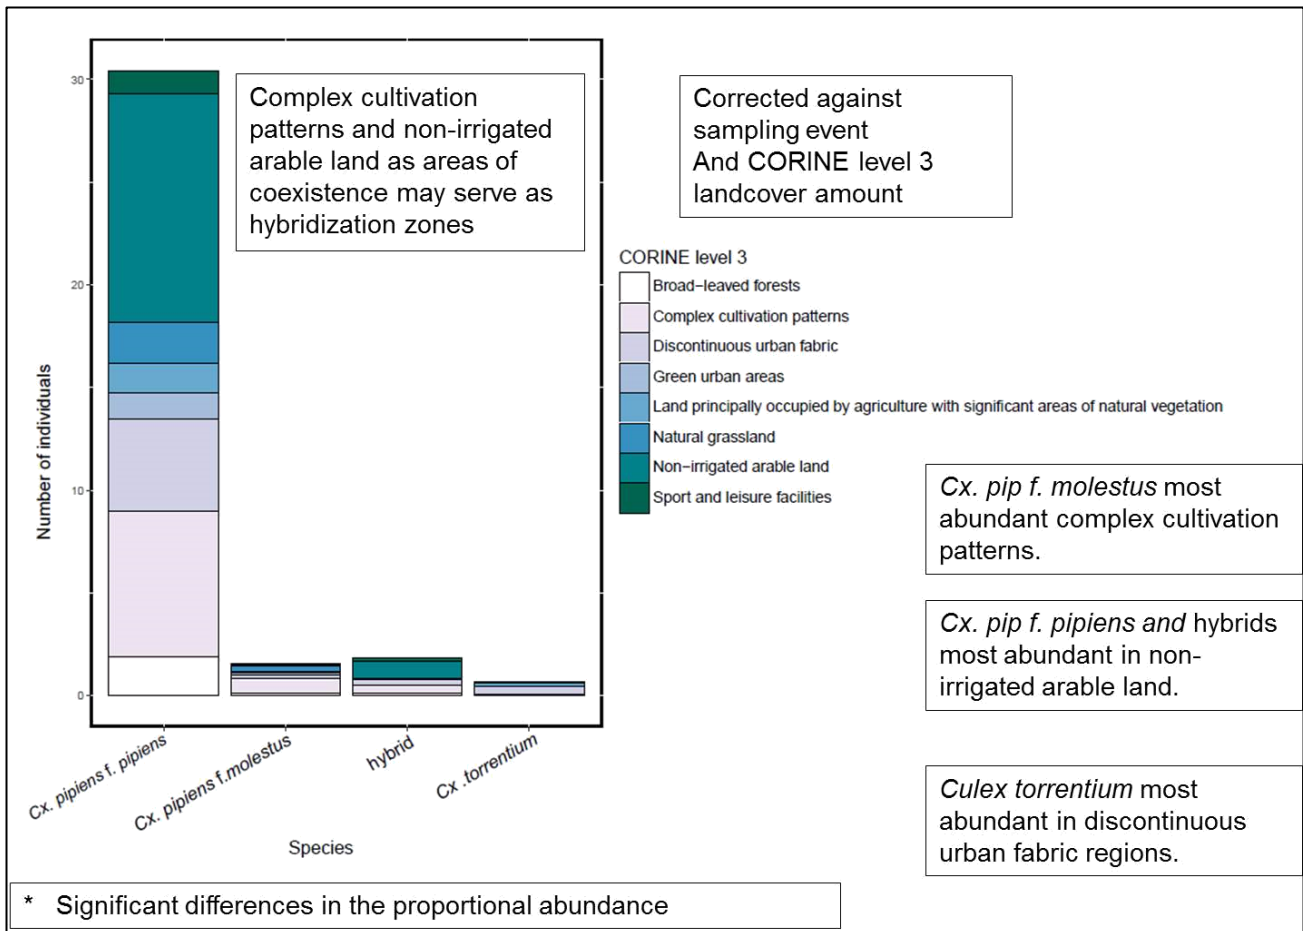 Complex cultivation
patterns and non-irrigated
arable land as areas of
coexistence may serve as
hybridization zones
Corrected against
sampling event
And CORINE level 3
landcover amount
CORINE level 3
Broad−leaved forests
Complex cultivation patterns
Discontinuous urban fabric
Green urban areas
Land principally occupied by agriculture with significant areas of natural vegetation
Natural grassland
Non−irrigated arable land
Sport and leisure facilities
Number of individuals
30
20
10
0
Cx. pipiens f. pipiens
Cx. pipiens f.molestus
hybrid
Cx .torrentium
Species
Cx. pip f. molestus most
abundant complex cultivation
patterns.
Cx. pip f. pipiens and hybrids
most abundant in non-
irrigated arable land.
Culex torrentium most
abundant in discontinuous
urban fabric regions.
* Significant differences in the proportional abundance